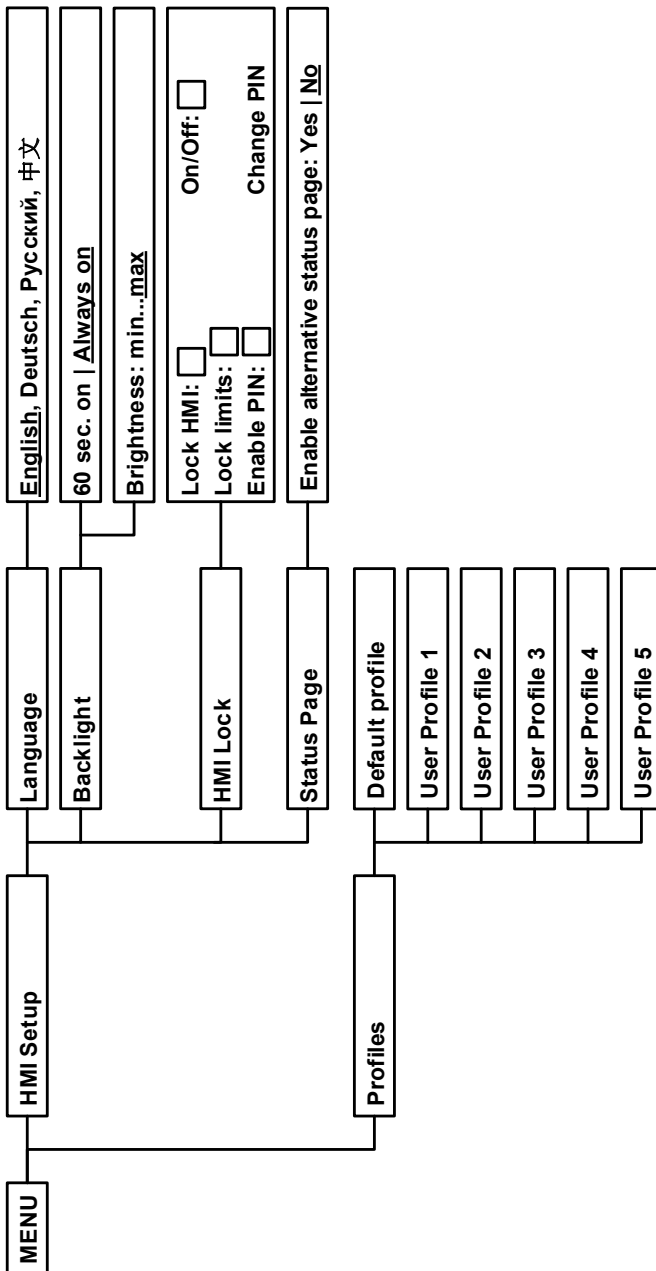 MENU
HMI Setup
Language
English, Deutsch, Русский, 中文
Backlight
60 sec. on | Always on
Brightness: min...max
HMI Lock
Lock HMI: On/Off:
Lock limits:
Enable PIN: Change PIN
Status Page
Enable alternative status page: Yes | No
Profiles
Default profile
User Profile 1
User Profile 2
User Profile 3
User Profile 4
User Profile 5